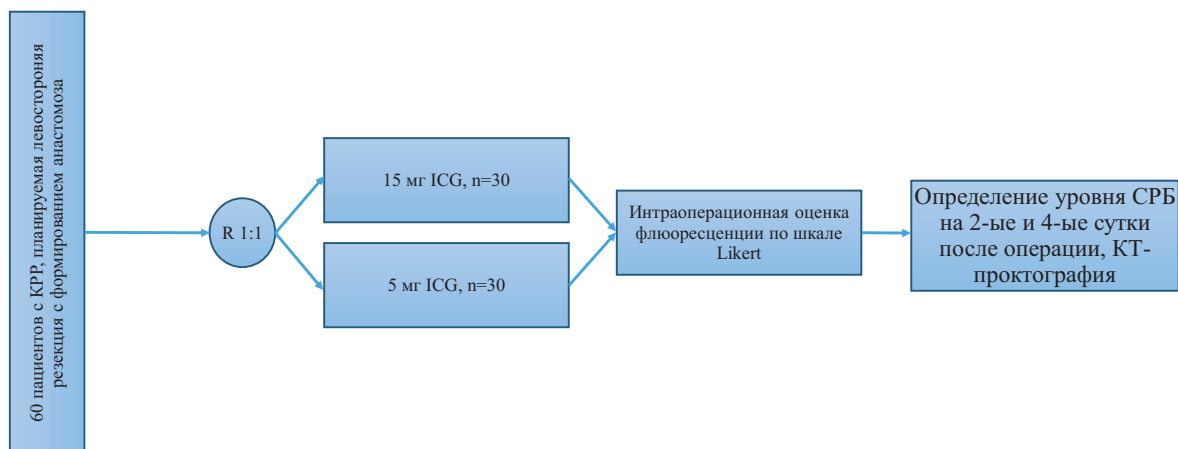 60 пациентов с КРР, планируемая левостороняя
резекция с формированием анастомоза
R 1:1
15 мг ICG, n=30
5 мг ICG, n=30
Интраоперационная оценка
флюоресценции по шкале
Likert
Определение уровня СРБ
на 2-ые и 4-ые сутки
после операции, КТ-
проктография